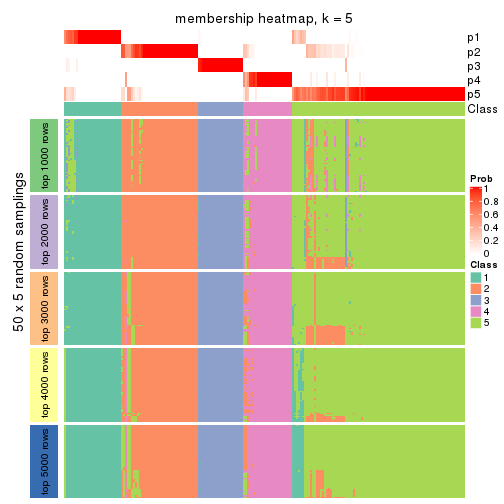 membership heatmap, k = 5
p1
p2
p3
p4
p5
Class
50 x 5 random samplings
top 1000 rows
top 2000 rows
top 3000 rows
top 4000 rows
top 5000 rows
Prob
1
0.8
0.6
0.4
0.2
0
Class
1
2
3
4
5